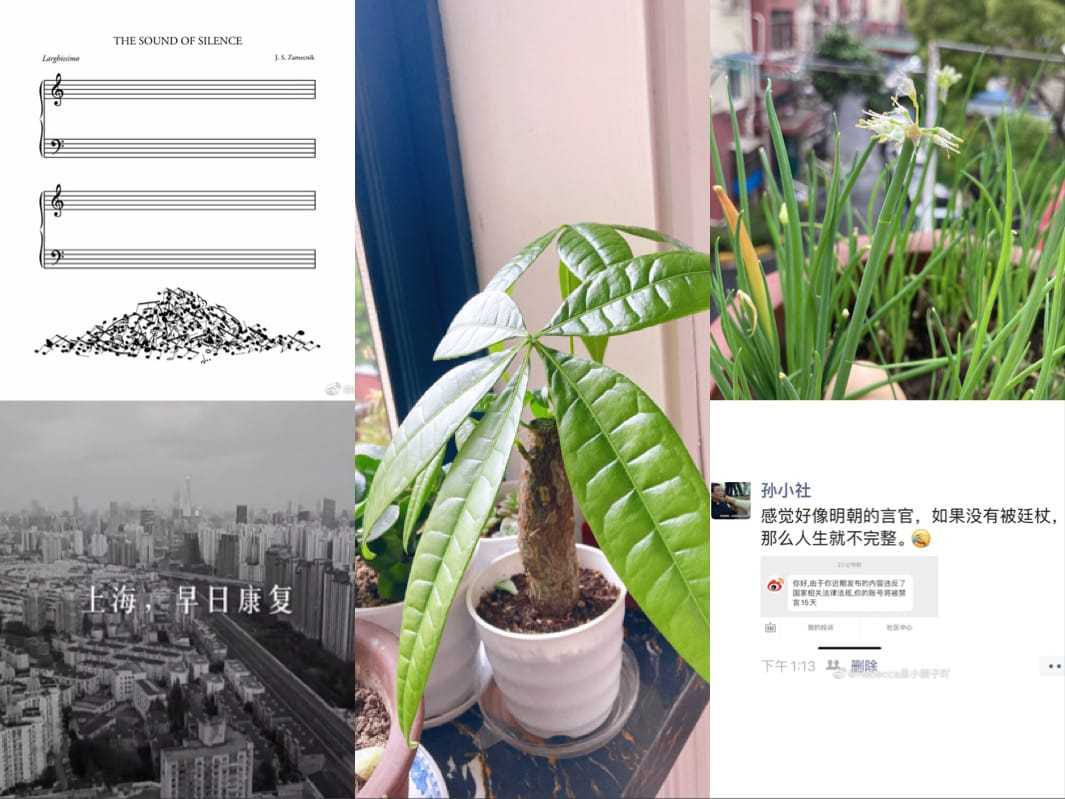 THE SOUND OF SILENCE
Larghissimo
J. S. Zamecnik
上海，早日康复
孙小社
感觉好像明朝的言官，如果没有被廷杖，
那么人生就不完整。
你好,由于你近期发布的内容违反了
国家相关法律法规,你的账号将被禁
言15天
我的投诉
社区中心
下午1:13
删除